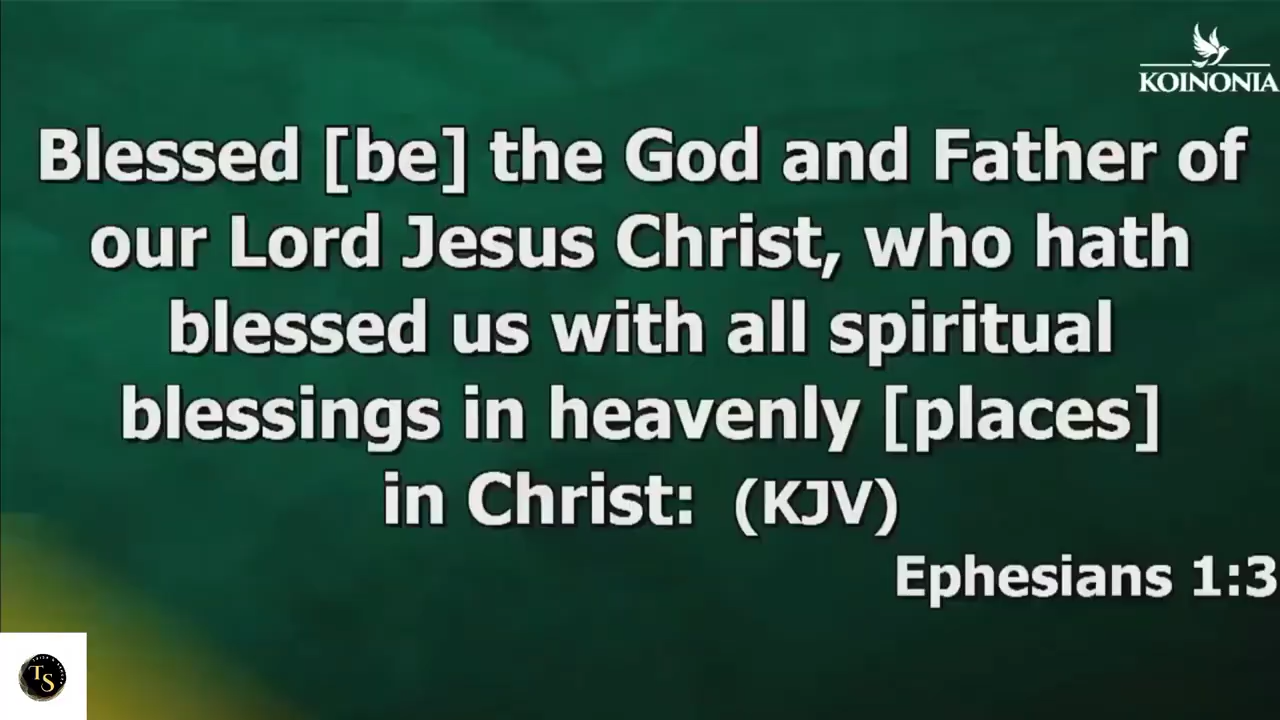 KOINONIA
Blessed [be] the God and Father of
our Lord Jesus Christ, who hath
blessed us with all spiritual
blessings in heavenly [places]
in Christ: (KJV)
Ephesians 1:3
TS